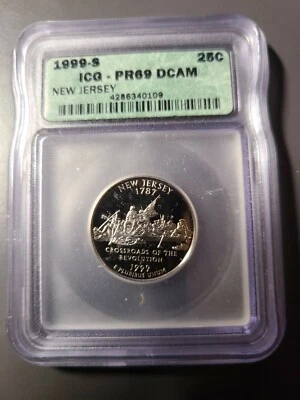 1999-S 25C
ICG - PR69 DCAM
NEW JERSEY
4286340109
NEW JERSEY
1787
CROSSROADS OF THE
REVOLUTION
1999
E PLURIBUS UNUM